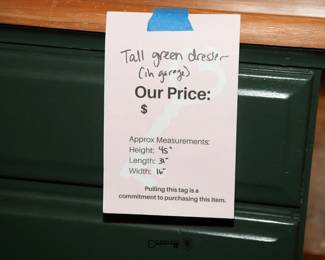 Tall green dresser
(in garage)
Our Price:
$
Approx Measurements:
Height: 45"
Length: 31"
Width: 16"
Pulling this tag is a
commitment to purchasing this item.